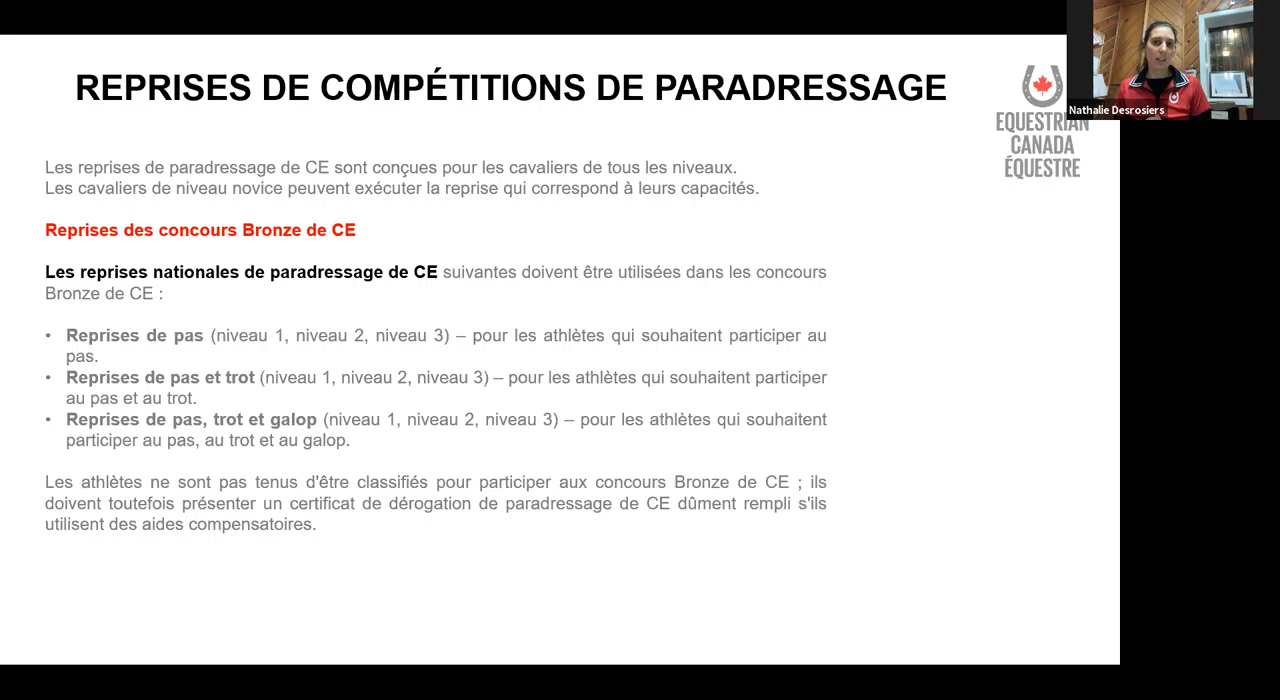 REPRISES DE COMPÉTITIONS DE PARADRESSAGE
Nathalie Desrosiers
EQUESTRIAN
CANADA
ÉQUESTRE
Les reprises de paradressage de CE sont conçues pour les cavaliers de tous les niveaux.
Les cavaliers de niveau novice peuvent exécuter la reprise qui correspond à leurs capacités.
Reprises des concours Bronze de CE
Les reprises nationales de paradressage de CE suivantes doivent être utilisées dans les concours
Bronze de CE :
• Reprises de pas (niveau 1, niveau 2, niveau 3) – pour les athlètes qui souhaitent participer au
pas.
• Reprises de pas et trot (niveau 1, niveau 2, niveau 3) – pour les athlètes qui souhaitent participer
au pas et au trot.
• Reprises de pas, trot et galop (niveau 1, niveau 2, niveau 3) – pour les athlètes qui souhaitent
participer au pas, au trot et au galop.
Les athlètes ne sont pas tenus d'être classifiés pour participer aux concours Bronze de CE ; ils
doivent toutefois présenter un certificat de dérogation de paradressage de CE dûment rempli s'ils
utilisent des aides compensatoires.